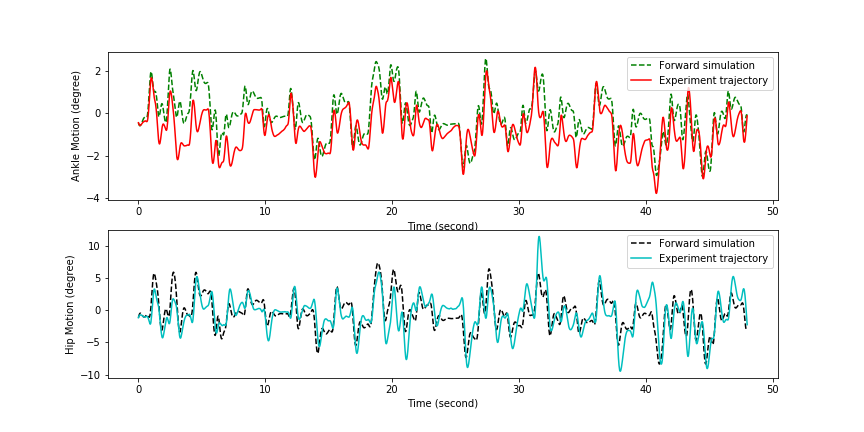 Ankle Motion (degree)
2
0
−2
−4
Forward simulation
Experiment trajectory
0 10 20 30 40 50
Time (second)
Hip Motion (degree)
10
5
0
−5
−10
Forward simulation
Experiment trajectory
0 10 20 30 40 50
Time (second)